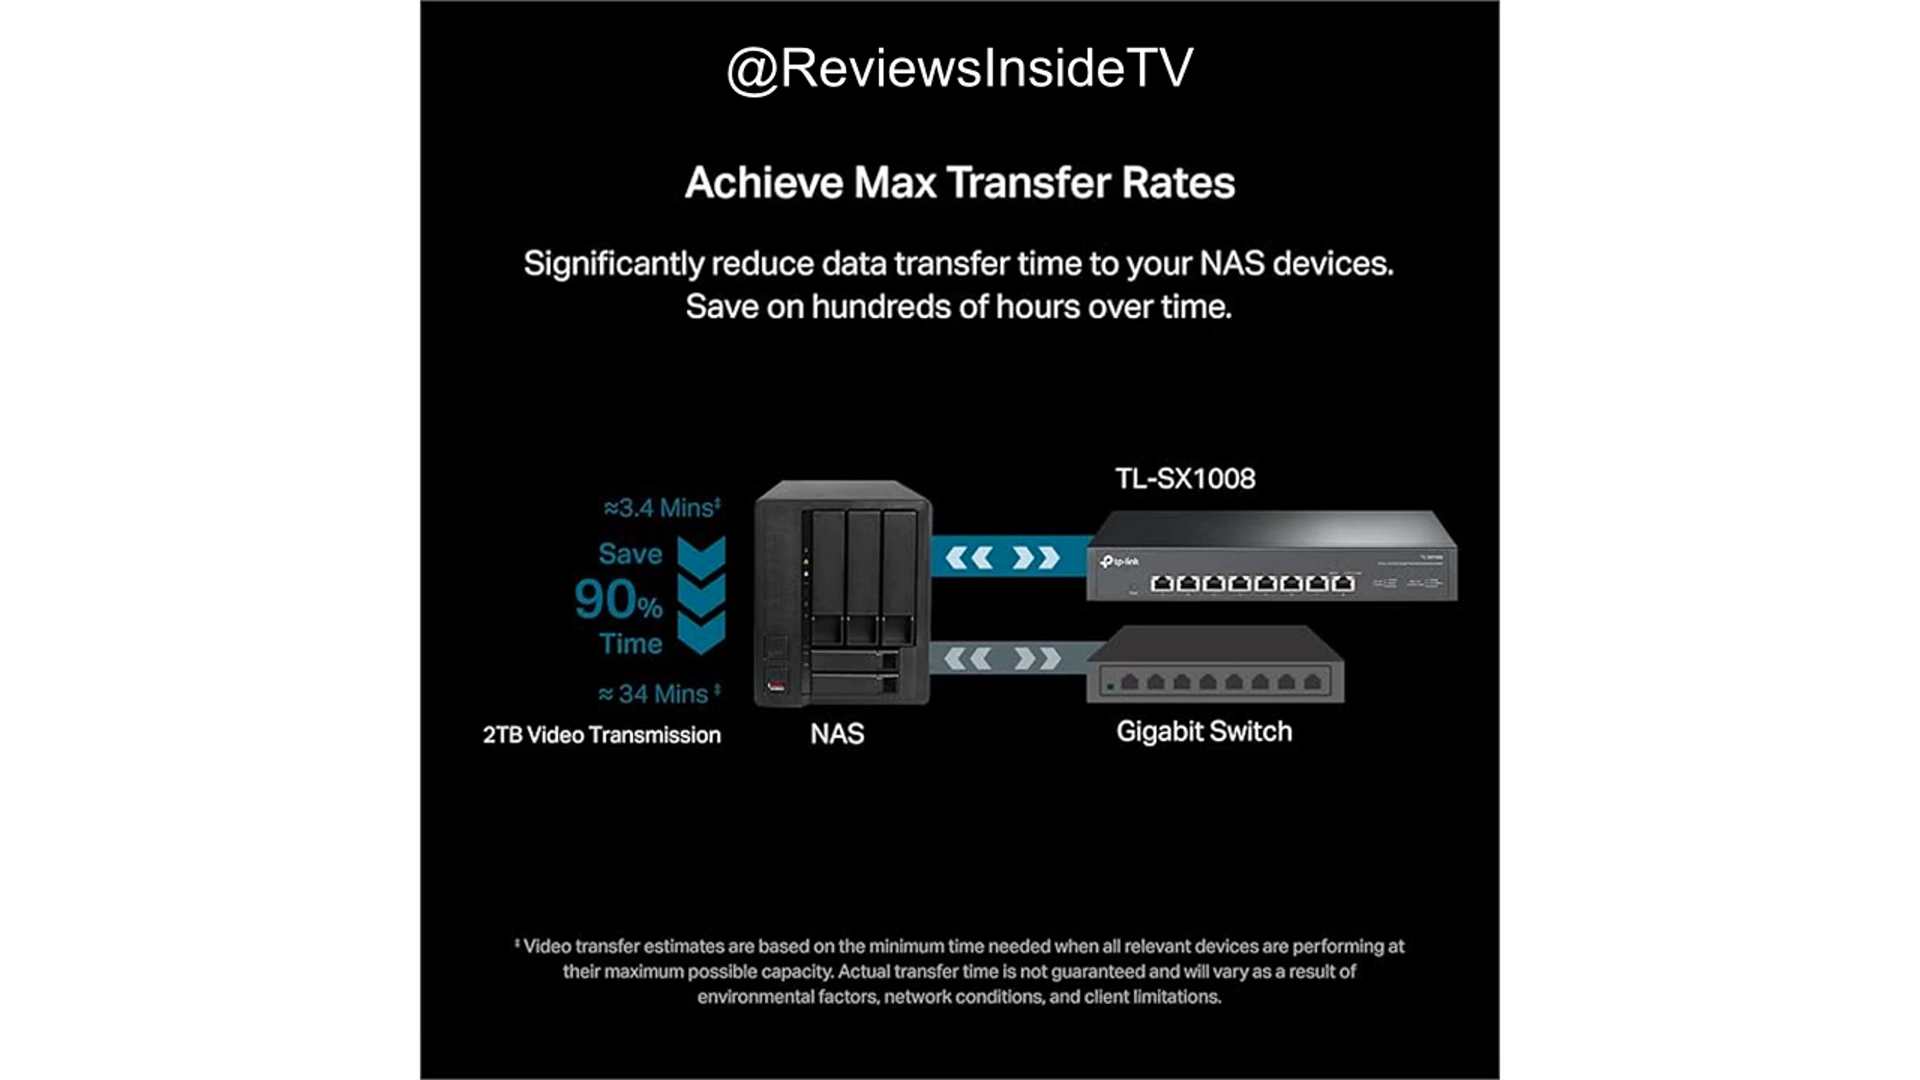 @ReviewsInsideTV
Achieve Max Transfer Rates
Significantly reduce data transfer time to your NAS devices.
Save on hundreds of hours over time.
TL-SX1008
≈3.4 Mins‡
Save
90%
Time
≈ 34 Mins ‡
2TB Video Transmission
tp-link
NAS
Gigabit Switch
‡ Video transfer estimates are based on the minimum time needed when all relevant devices are performing at
their maximum possible capacity. Actual transfer time is not guaranteed and will vary as a result of
environmental factors, network conditions, and client limitations.